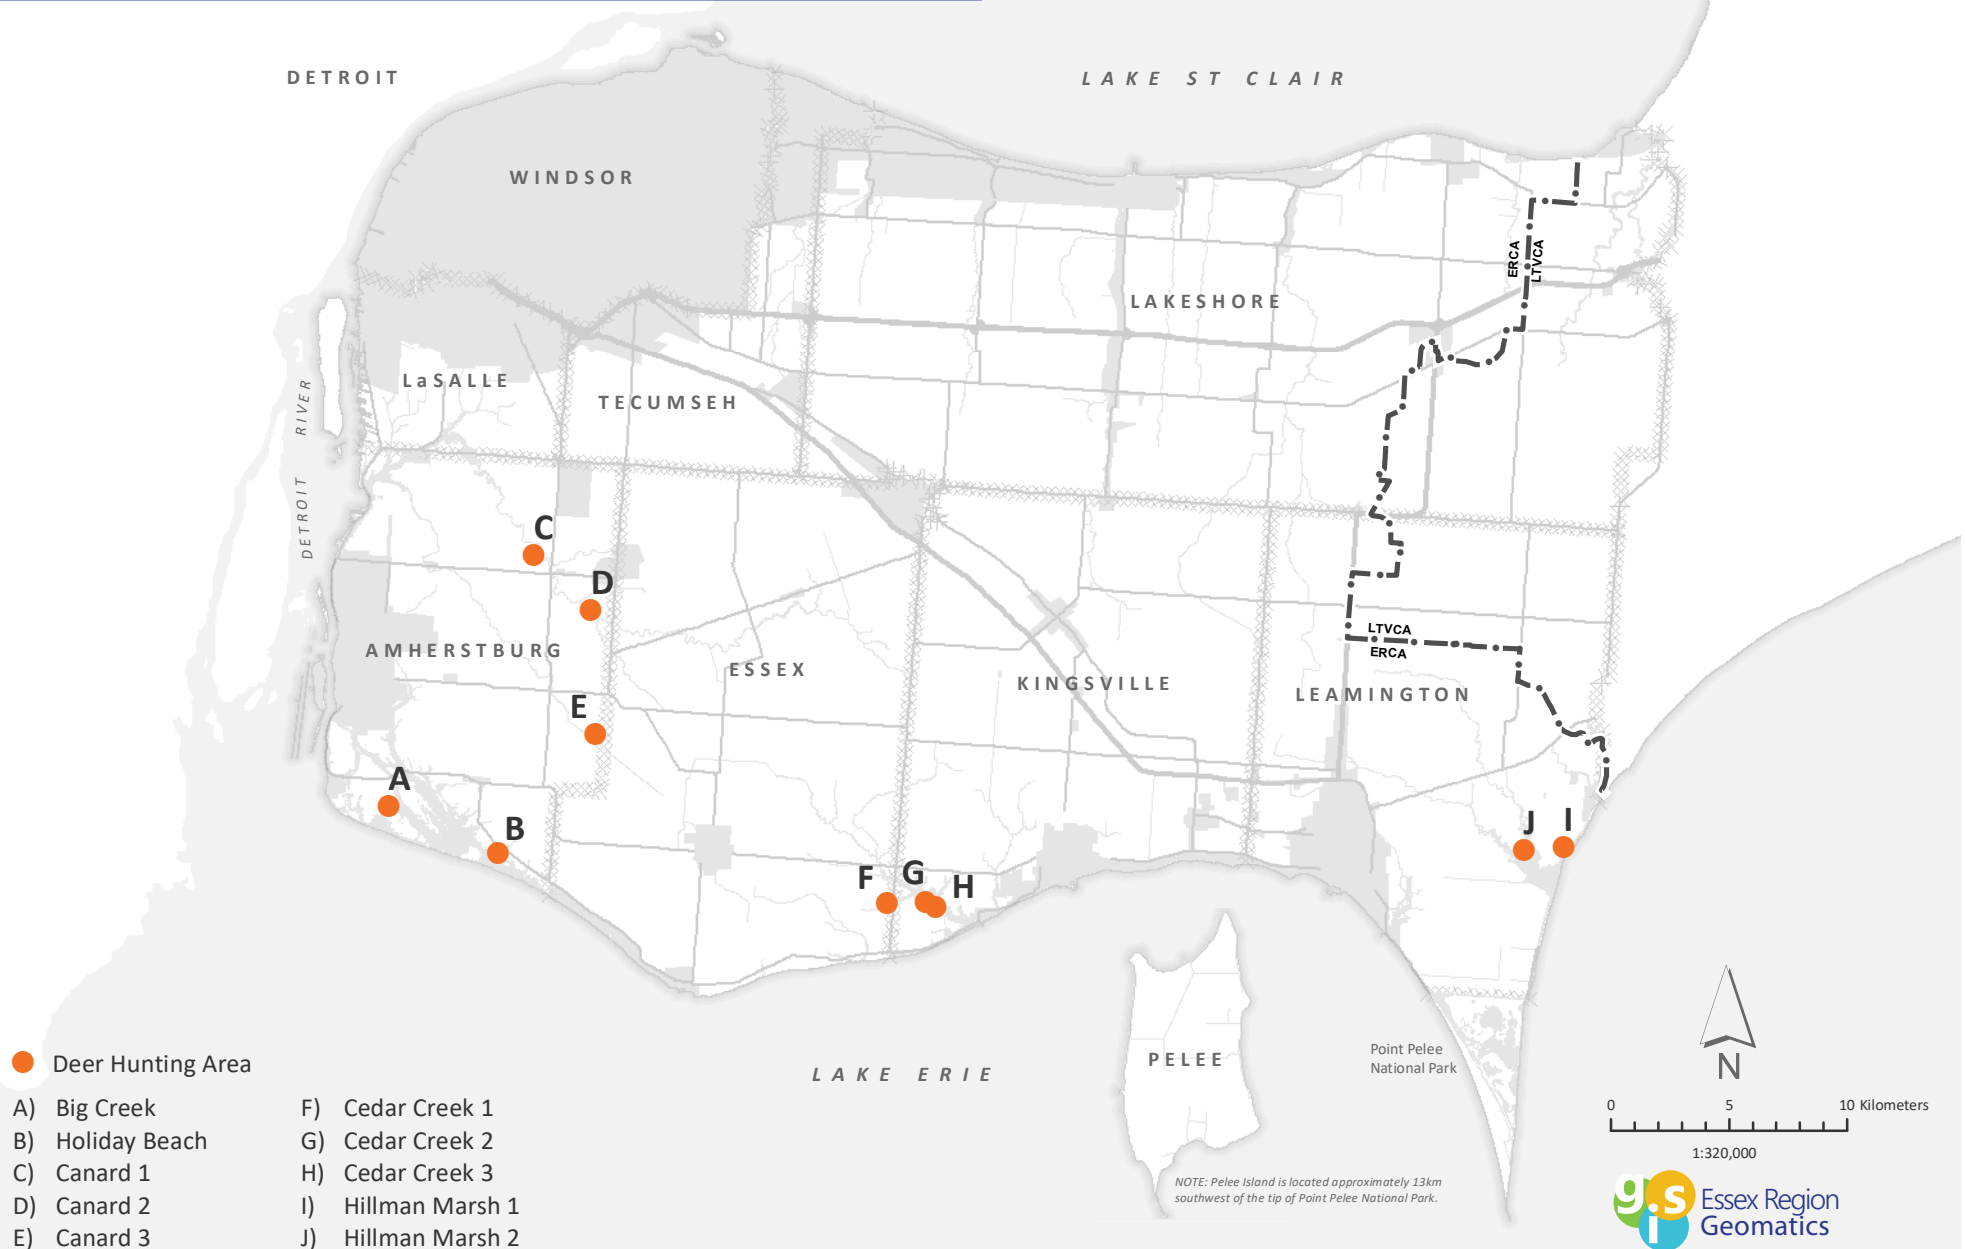 DETROIT
LAKE ST CLAIR
WINDSOR
ERCA
LTVCA
LAKESHORE
LaSALLE
TECUMSEH
DETROIT RIVER
C
D
AMHERSTBURG
ESSEX
KINGSVILLE
LTVCA
ERCA
LEAMINGTON
E
A
B
F
G
H
J
I
PELEE
LAKE ERIE
Point Pelee
National Park
NOTE: Pelee Island is located approximately 13km
southwest of the tip of Point Pelee National Park.
N
0 5 10 Kilometers
1:320,000
gis Essex Region
Geomatics
Deer Hunting Area
A) Big Creek
B) Holiday Beach
C) Canard 1
D) Canard 2
E) Canard 3
F) Cedar Creek 1
G) Cedar Creek 2
H) Cedar Creek 3
I) Hillman Marsh 1
J) Hillman Marsh 2